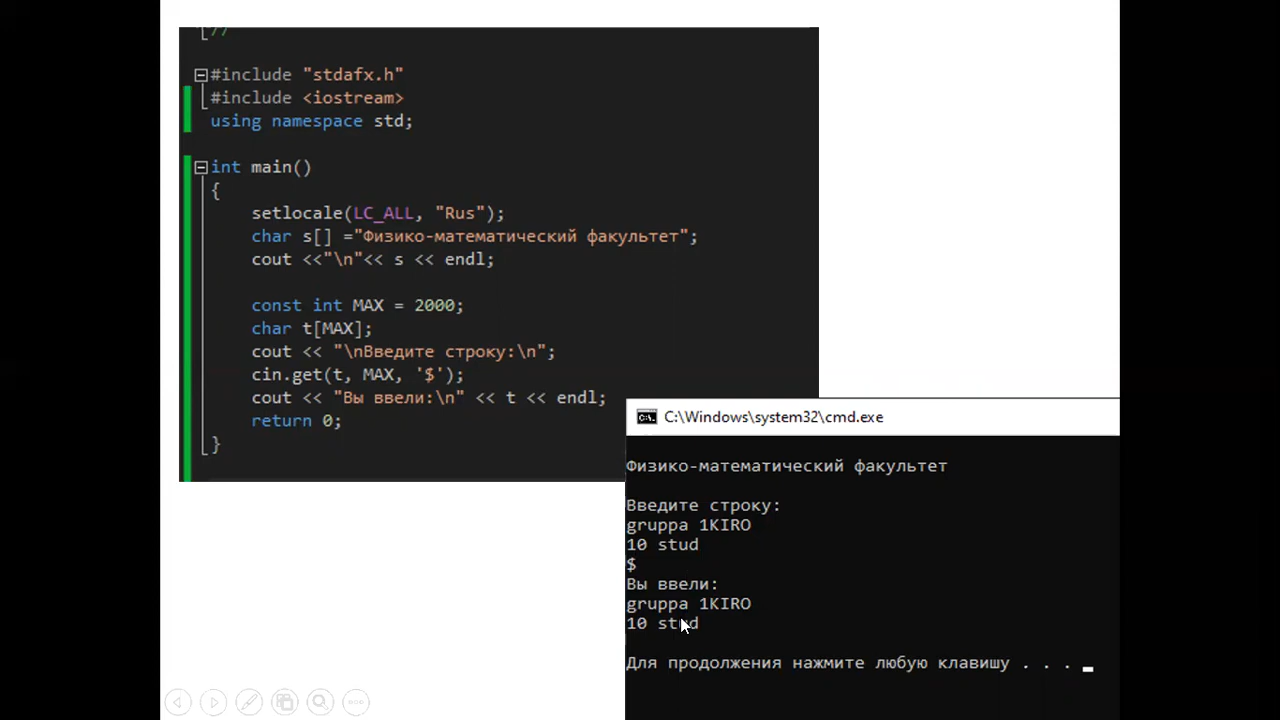 //
#include "stdafx.h"
#include <iostream>
using namespace std;
int main()
{
setlocale(LC_ALL, "Rus");
char s[] ="Физико-математический факультет";
cout <<"\n"<< s << endl;
const int MAX = 2000;
char t[MAX];
cout << "\nВведите строку:\n";
cin.get(t, MAX, '$');
cout << "Вы ввели:\n" << t << endl;
return 0;
}
C:\Windows\system32\cmd.exe
Физико-математический факультет
Введите строку:
gruppa 1KIRO
10 stud
$
Вы ввели:
gruppa 1KIRO
10 stud
Для продолжения нажмите любую клавишу . . .